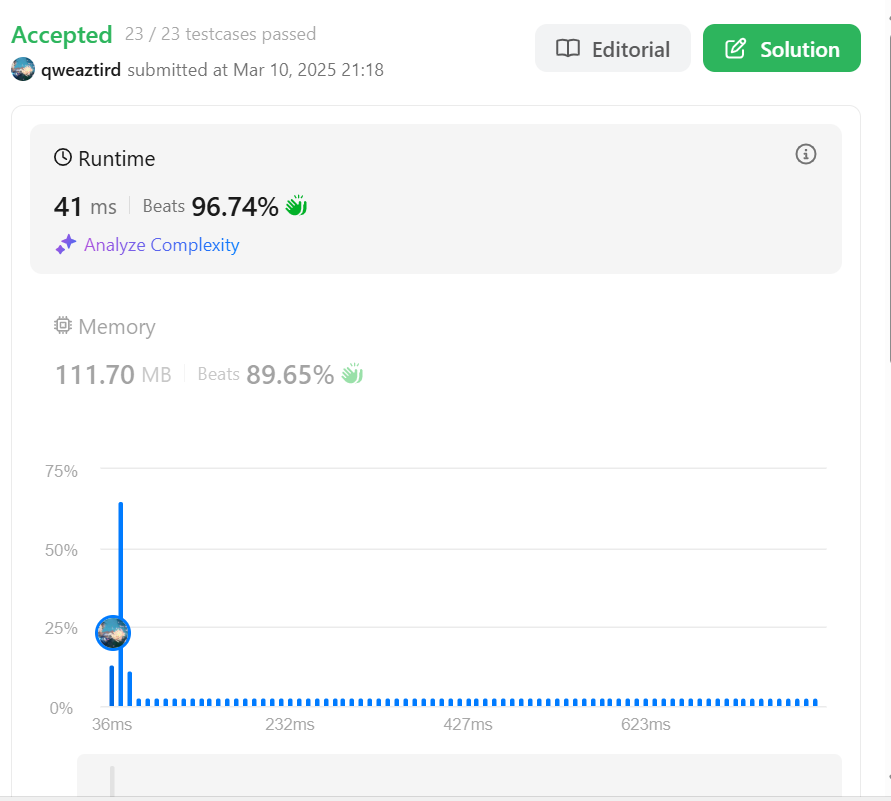 Accepted 23 / 23 testcases passed
Editorial
Solution
qweaztird submitted at Mar 10, 2025 21:18
Runtime
41 ms Beats 96.74%
Analyze Complexity
Memory
111.70 MB Beats 89.65%
75%
50%
25%
0%
36ms 232ms 427ms 623ms